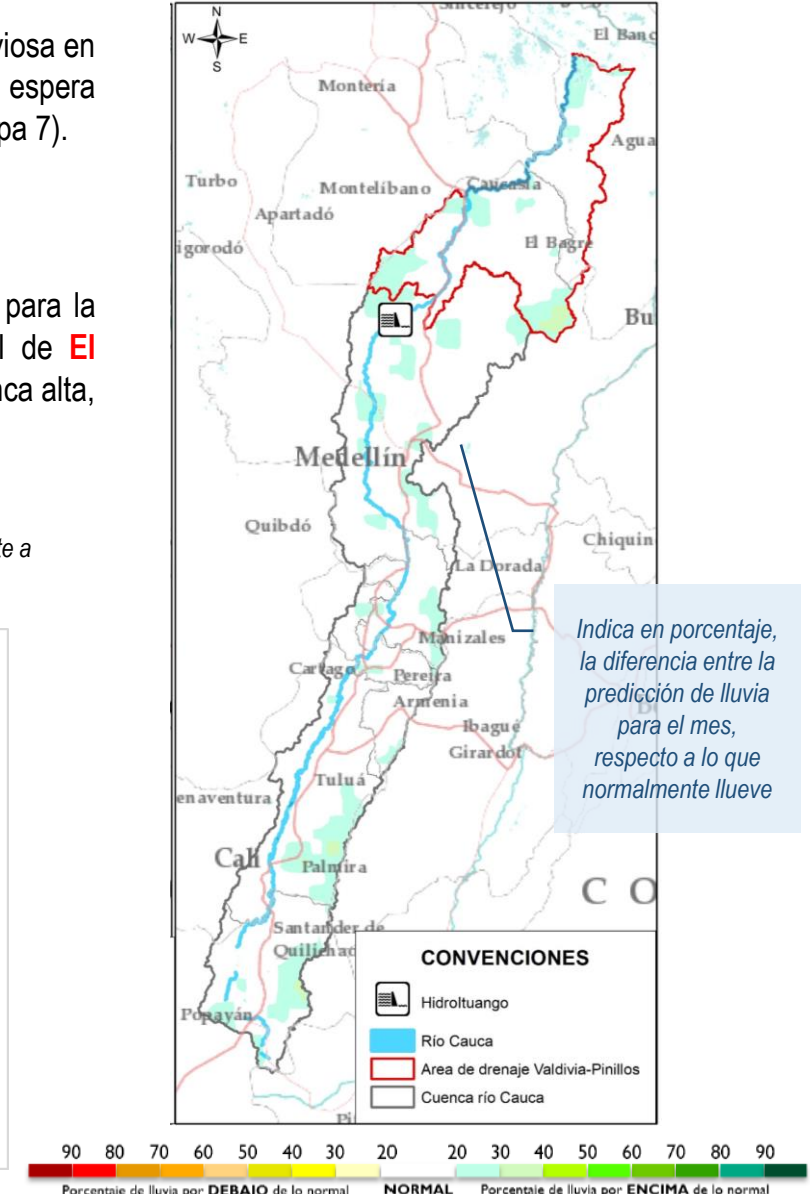 viosa en
espera
pa 7).
para la
l de El
nca alta,
te a
N
W E
S
Sincelejo
El Banc
Montería
Agua
Turbo
Montelíbano
Caucasia
Apartadó
El Bagre
igorodó
Bu
Medellín
Quibdó
Chiquin
La Dorada
Manizales
Cartago
Pereira
Armenia
Ibagué
Girardot
Tuluá
enaventura
Cali
Palmira
C O
Santander de
Quilichao
Popayán
Pi
Indica en porcentaje,
la diferencia entre la
predicción de lluvia
para el mes,
respecto a lo que
normalmente llueve
CONVENCIONES
HidroItuango
Río Cauca
Area de drenaje Valdivia-Pinillos
Cuenca río Cauca
90 80 70 60 50 40 30 20 20 30 40 50 60 70 80 90
Porcentaje de lluvia por DEBAJO de lo normal NORMAL Porcentaje de lluvia por ENCIMA de lo normal